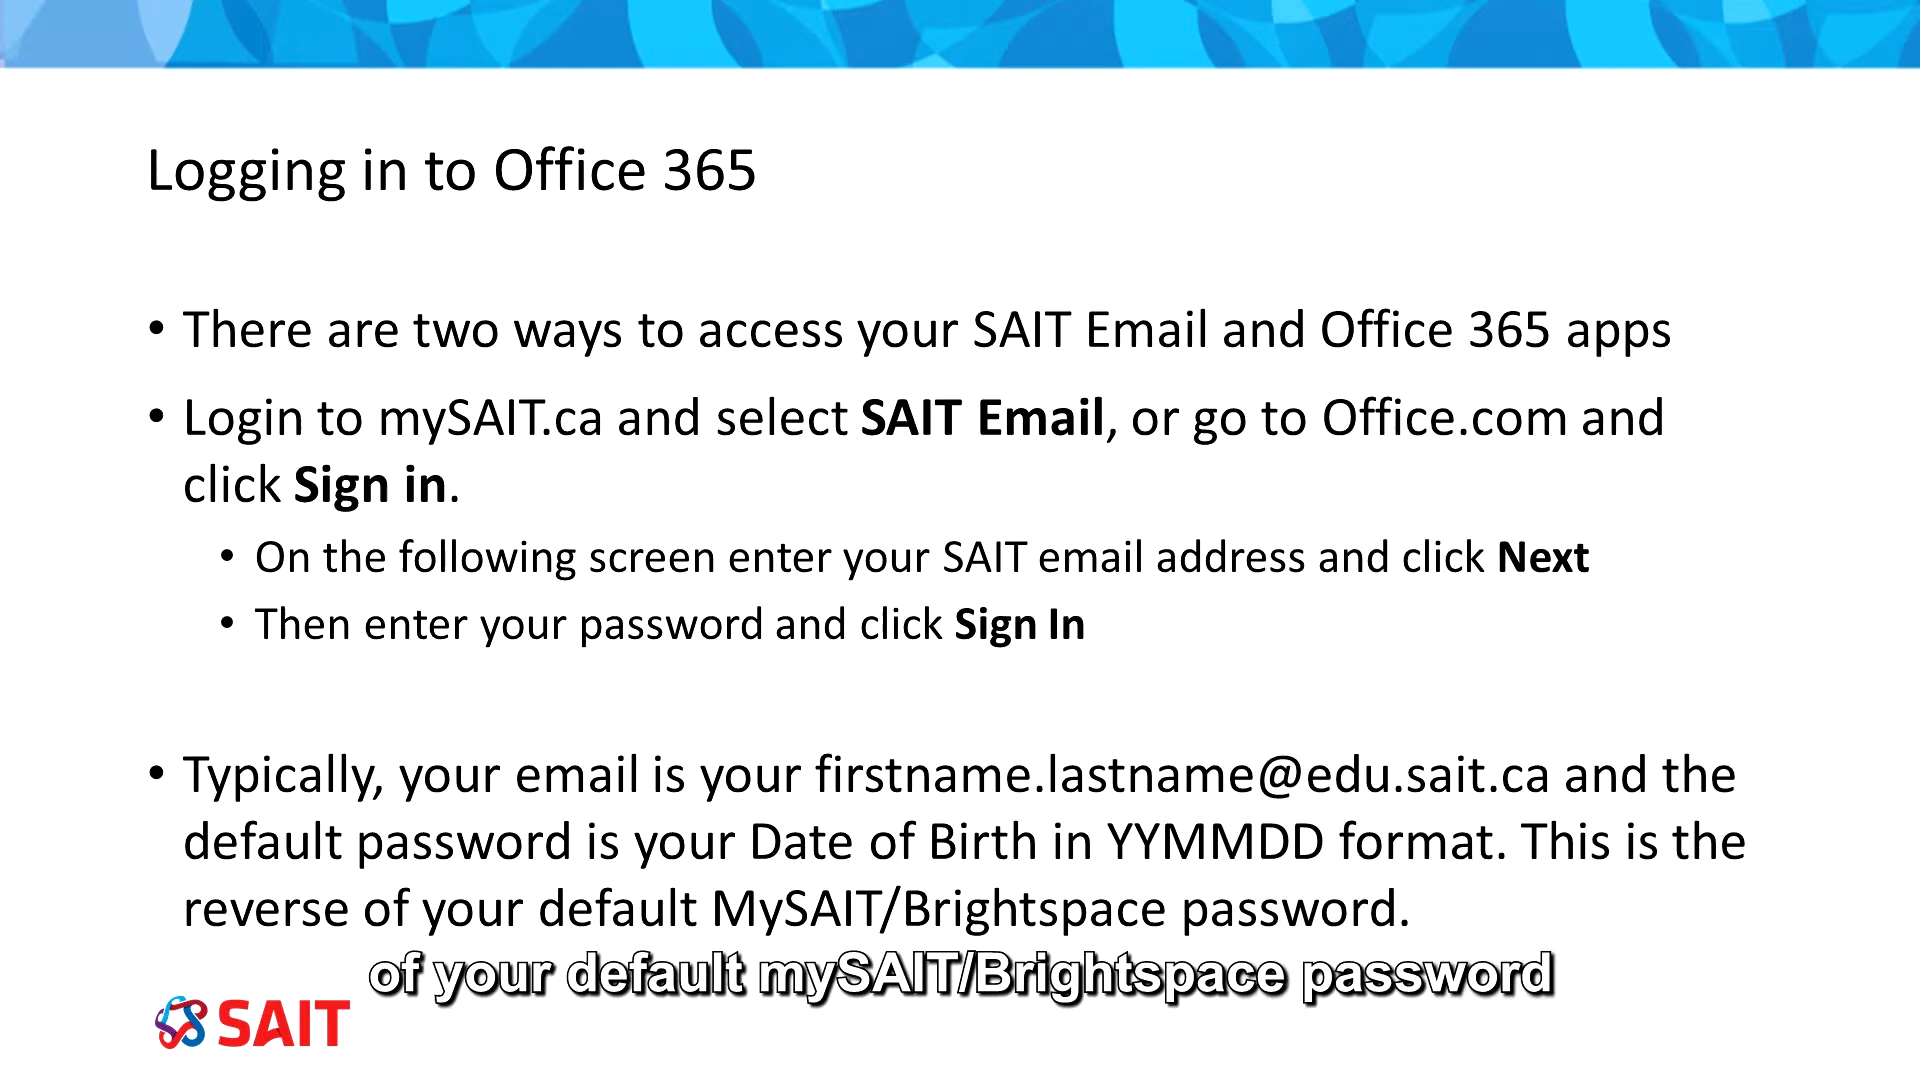 Logging in to Office 365
• There are two ways to access your SAIT Email and Office 365 apps
• Login to mySAIT.ca and select SAIT Email, or go to Office.com and
click Sign in.
• On the following screen enter your SAIT email address and click Next
• Then enter your password and click Sign In
• Typically, your email is your firstname.lastname@edu.sait.ca and the
default password is your Date of Birth in YYMMDD format. This is the
reverse of your default MySAIT/Brightspace password.
of your default mySAIT/Brightspace password
SAIT